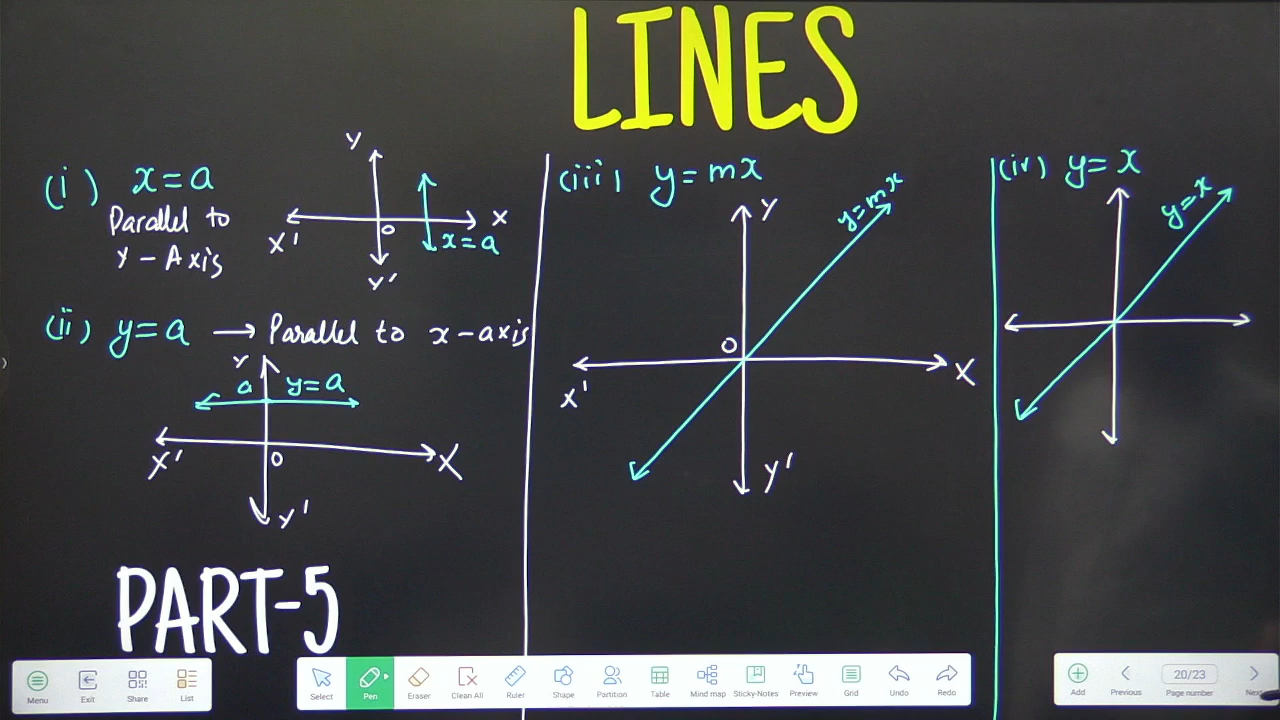 LINES
(i) x=a
Parallel to
Y-Axis
Y
X' O X
x=a
Y'
(ii) y=a → Parallel to x-axis
Y
a y=a
X' O X
Y'
PART-5
(iii) y=mx
y=mx
Y
O
X' X
Y'
(iv) y=x
y=x
Menu Exit Share List
Select Pen Eraser Clean All Ruler Shape Partition Table Mind map Sticky-Notes Preview Grid Undo Redo
20/23
Add Previous Page number Next